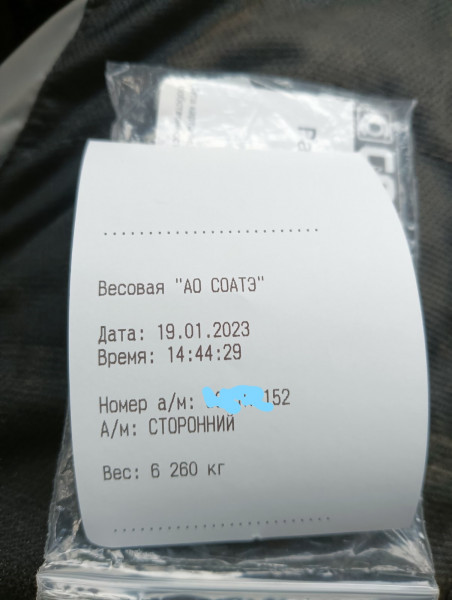 Весовая "АО СОАТЭ"
Дата: 19.01.2023
Время: 14:44:29
Номер а/м: 152
А/м: СТОРОННИЙ
Вес: 6 260 кг